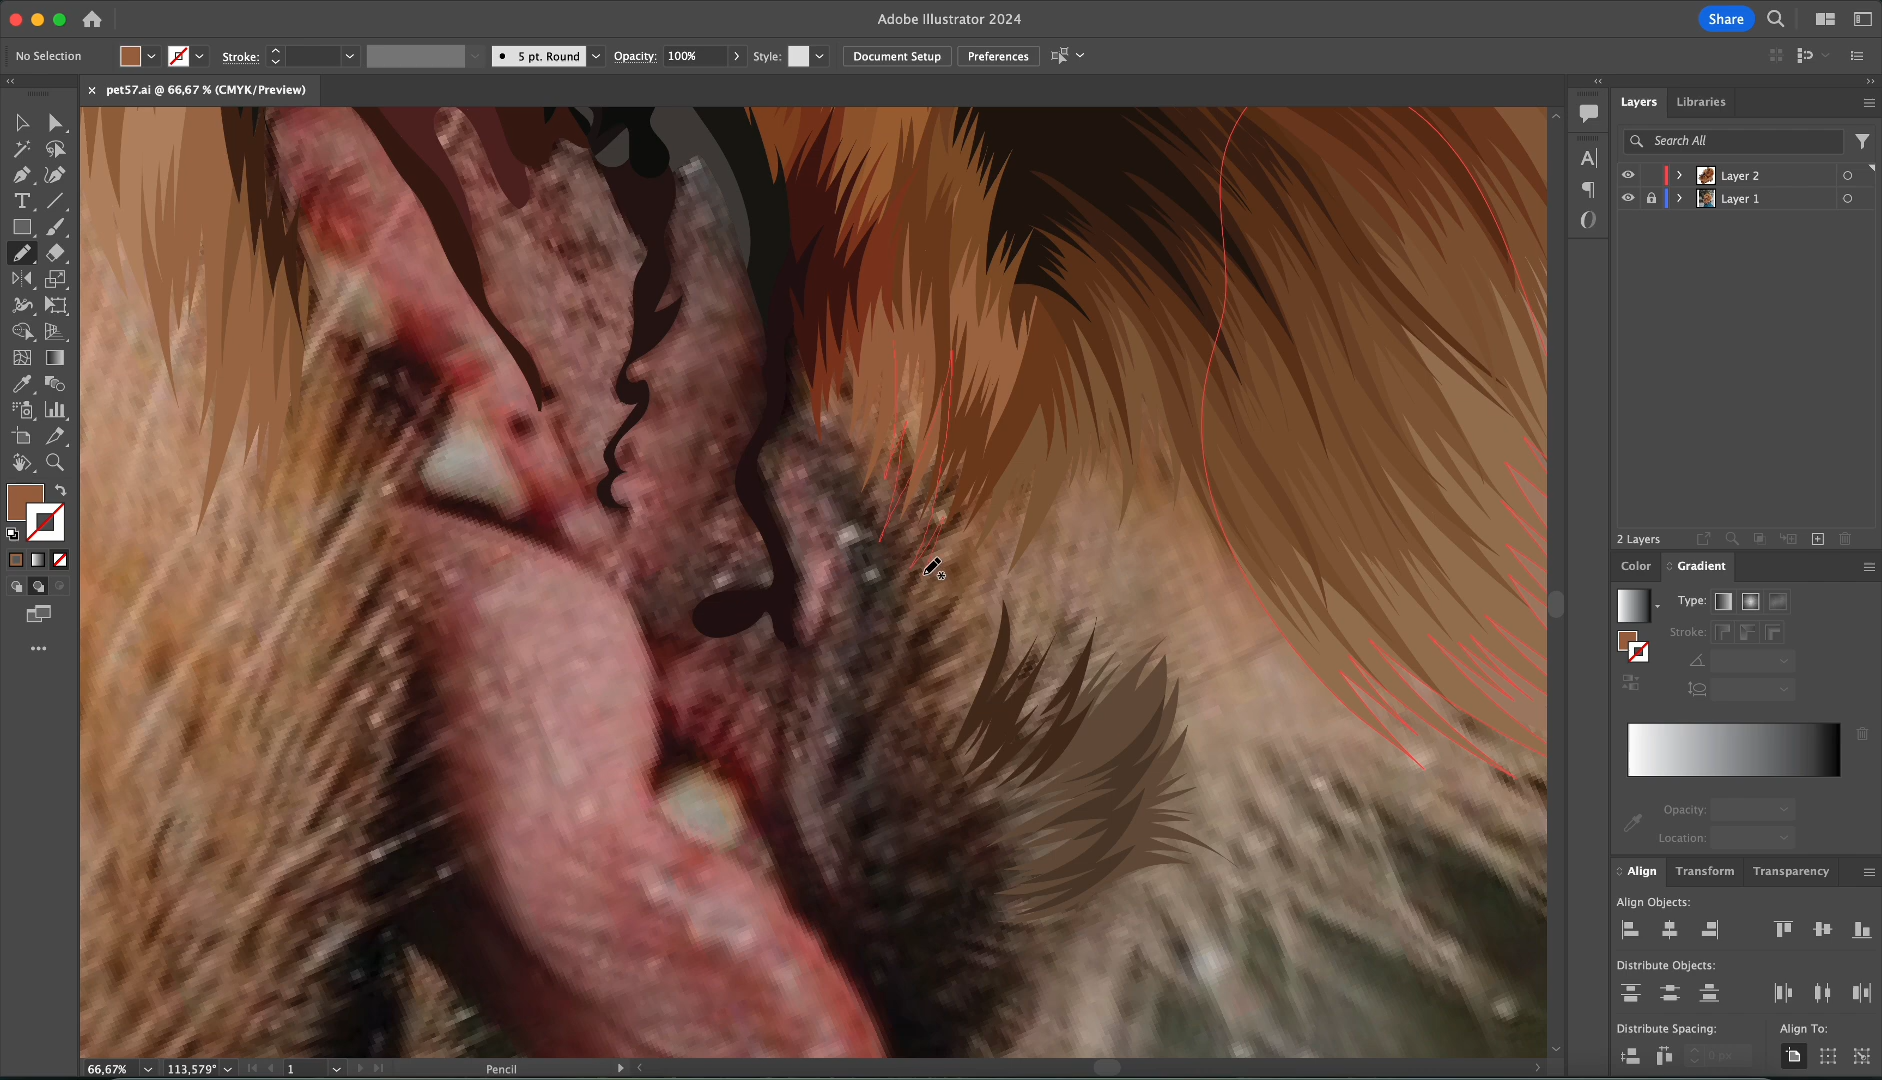 Adobe Illustrator 2024
Share
No Selection
Stroke:
5 pt. Round
Opacity:
100%
Style:
Document Setup
Preferences
pet57.ai @ 66,67 % (CMYK/Preview)
Layers
Libraries
Search All
Layer 2
Layer 1
2 Layers
Color
Gradient
Type:
Stroke:
Opacity:
Location:
Align
Transform
Transparency
Align Objects:
Distribute Objects:
Distribute Spacing:
Align To:
0 px
66,67%
113,579°
1
Pencil